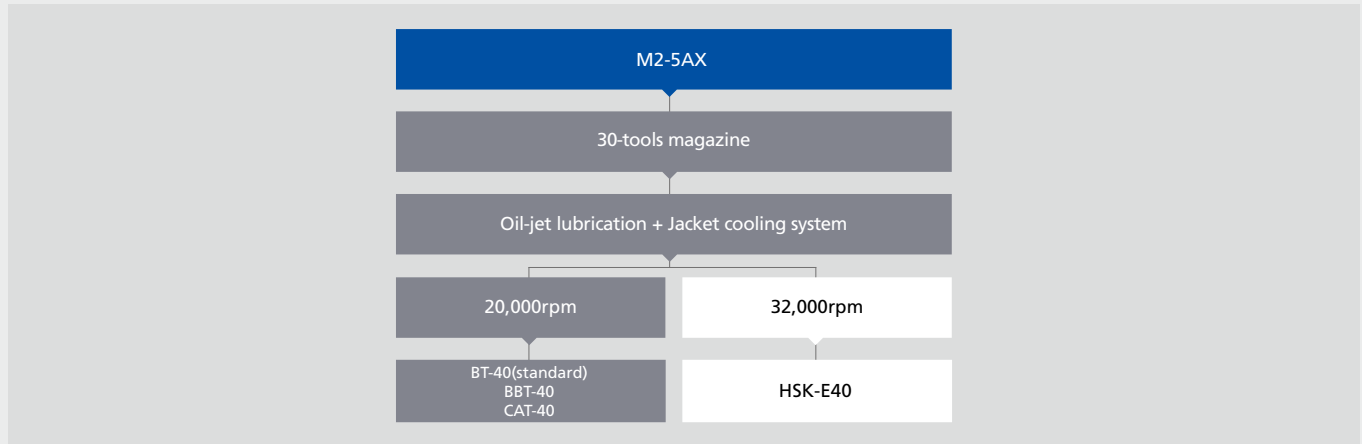 M2-5AX
30-tools magazine
Oil-jet lubrication + Jacket cooling system
20,000rpm
32,000rpm
BT-40(standard)
BBT-40
CAT-40
HSK-E40